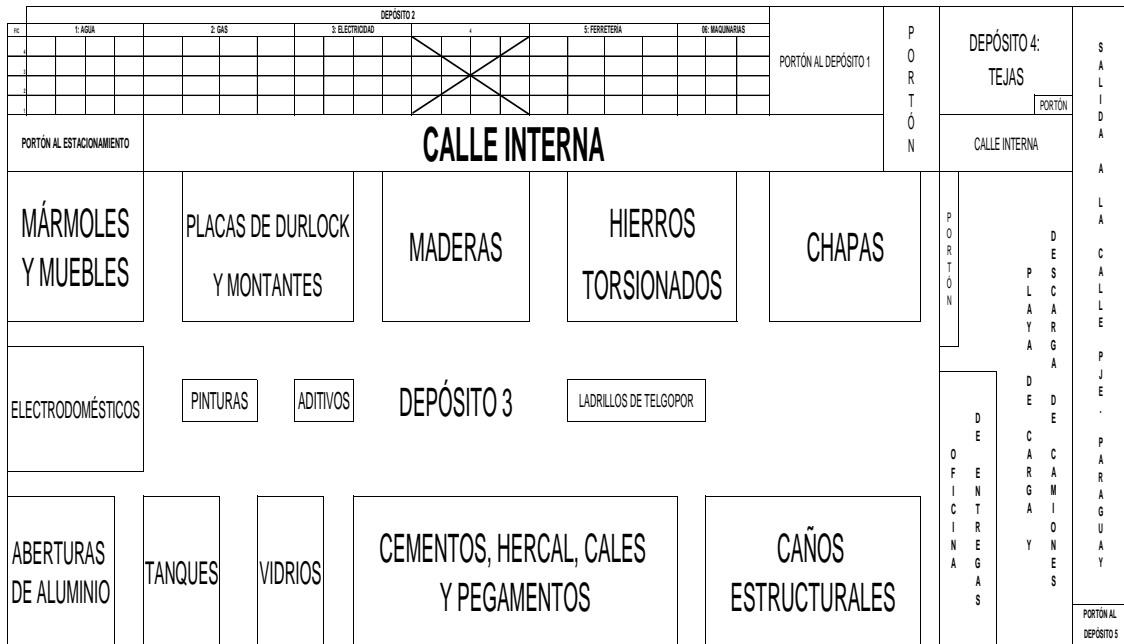 DEPÓSITO 2
F\C 1: AGUA 2: GAS 3: ELECTRICIDAD 4 5: FERRETERÍA 06: MAQUINARIAS
4
3
2
1
PORTÓN AL DEPÓSITO 1
PORTÓN
DEPÓSITO 4:
TEJAS
PORTÓN
SALIDA A LA CALLE PJE. PARAGUAY
PORTÓN AL ESTACIONAMIENTO
CALLE INTERNA
CALLE INTERNA
MÁRMOLES
Y MUEBLES
PLACAS DE DURLOCK
Y MONTANTES
MADERAS
HIERROS
TORSIONADOS
CHAPAS
PORTÓN
PLAYA DE CARGA Y
DESCARGA DE CAMIONES
ELECTRODOMÉSTICOS
PINTURAS
ADITIVOS
DEPÓSITO 3
LADRILLOS DE TELGOPOR
OFICINA
DE ENTREGAS
ABERTURAS
DE ALUMINIO
TANQUES
VIDRIOS
CEMENTOS, HERCAL, CALES
Y PEGAMENTOS
CAÑOS
ESTRUCTURALES
PORTÓN AL
DEPÓSITO 5